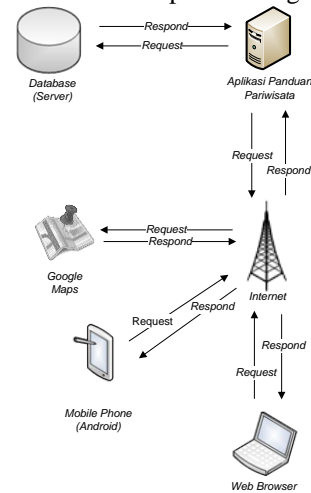 Respond
Request
Database
(Server)
Aplikasi Panduan
Pariwisata
Request
Respond
Request
Respond
Google
Maps
Internet
Request
Respond
Respond
Request
Mobile Phone
(Android)
Web Browser